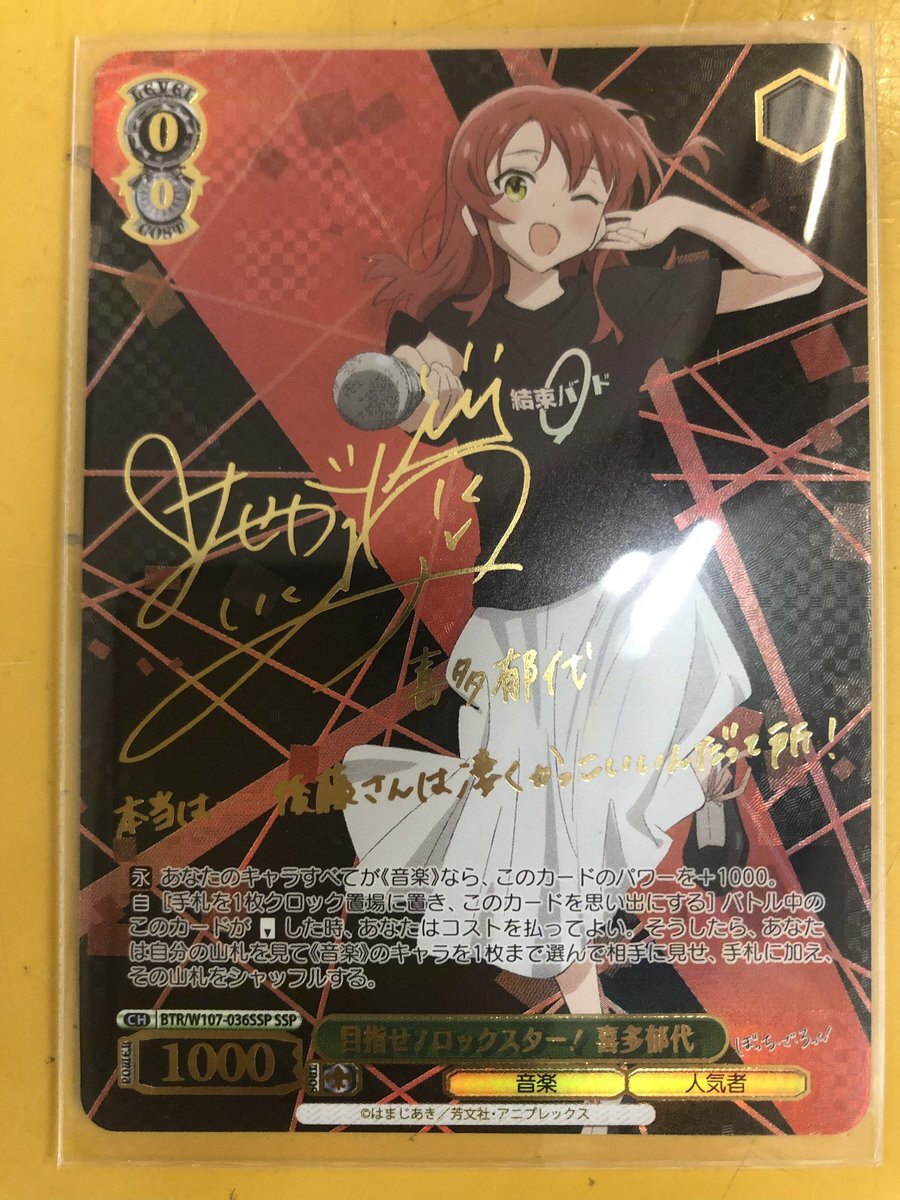 LEVEL
0
0
COST
結束バンド
喜多郁代
本当は 後藤さんは凄くかっこいいんだって所!
永 あなたのキャラすべてが《音楽》なら、このカードのパワーを+1000。
自 [手札を1枚クロック置場に置き、このカードを思い出にする] バトル中の
このカードが した時、あなたはコストを払ってよい。そうしたら、あなた
は自分の山札を見て《音楽》のキャラを1枚まで選んで相手に見せ、手札に加え、
その山札をシャッフルする。
CH BTR/W107-036SSP SSP
POWER 1000 SOUL
目指せ!ロックスター! 喜多郁代
ぼっち・ざ・ろっく!
音楽 人気者
©はまじあき/芳文社・アニプレックス